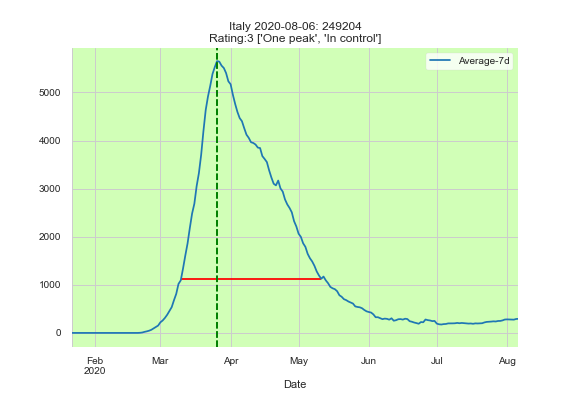 Italy 2020-08-06: 249204
Rating:3 ['One peak', 'In control']
Average-7d
5000
4000
3000
2000
1000
0
Feb
2020
Mar
Apr
May
Jun
Jul
Aug
Date